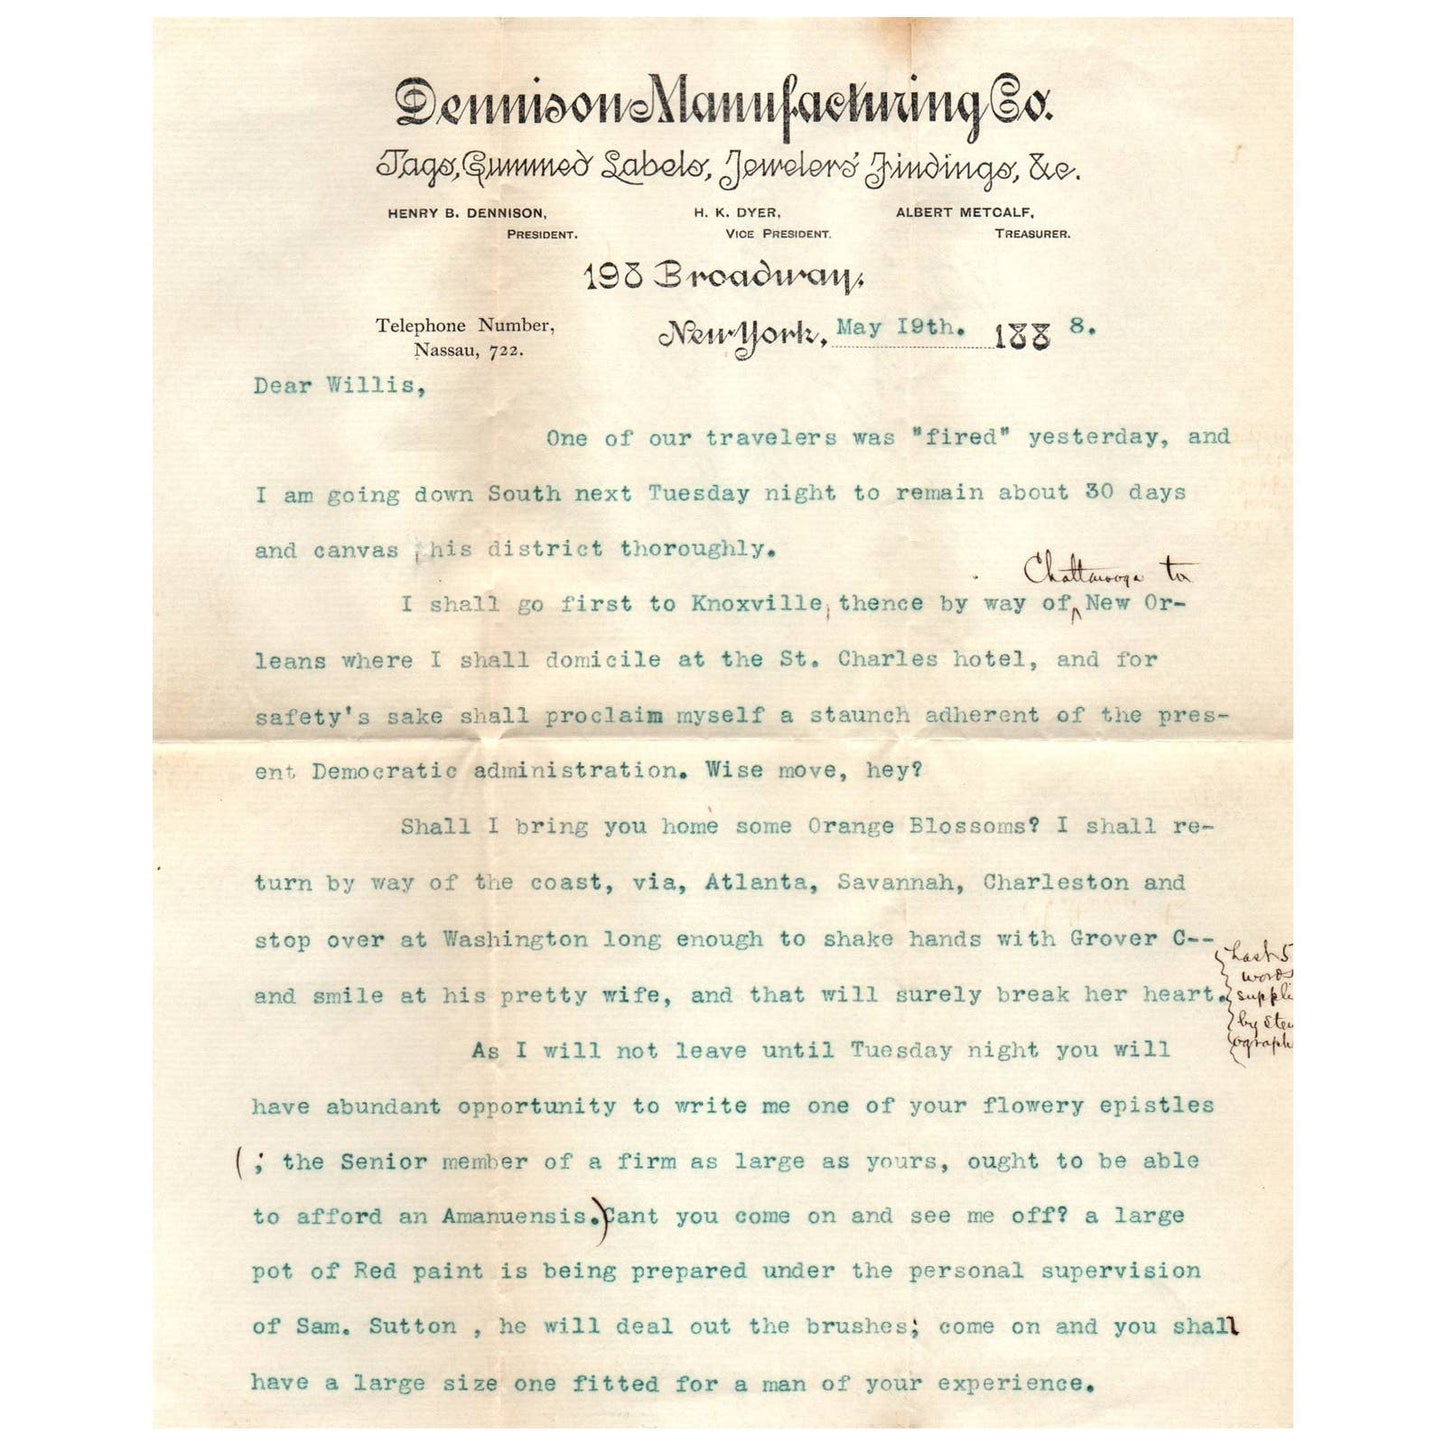 Dennison Manufacturing Co.
Tags, Gummed Labels, Jewelers' Findings, &c.
HENRY B. DENNISON, H. K. DYER, ALBERT METCALF,
PRESIDENT. VICE PRESIDENT. TREASURER.
198 Broadway,
Telephone Number,
Nassau, 722.
New York, May 19th. 1888.
Dear Willis,
One of our travelers was "fired" yesterday, and
I am going down South next Tuesday night to remain about 30 days
and canvas his district thoroughly.
Chattanooga to
I shall go first to Knoxville, thence by way of ^ New Or-
leans where I shall domicile at the St. Charles hotel, and for
safety's sake shall proclaim myself a staunch adherent of the pres-
ent Democratic administration. Wise move, hey?
Shall I bring you home some Orange Blossoms? I shall re-
turn by way of the coast, via, Atlanta, Savannah, Charleston and
stop over at Washington long enough to shake hands with Grover C--
and smile at his pretty wife, and that will surely break her heart.
Last 5
words
suppli
by sten
ograph
As I will not leave until Tuesday night you will
have abundant opportunity to write me one of your flowery epistles
(; the Senior member of a firm as large as yours, ought to be able
to afford an Amanuensis.) Cant you come on and see me off? a large
pot of Red paint is being prepared under the personal supervision
of Sam. Sutton , he will deal out the brushes; come on and you shall
have a large size one fitted for a man of your experience.